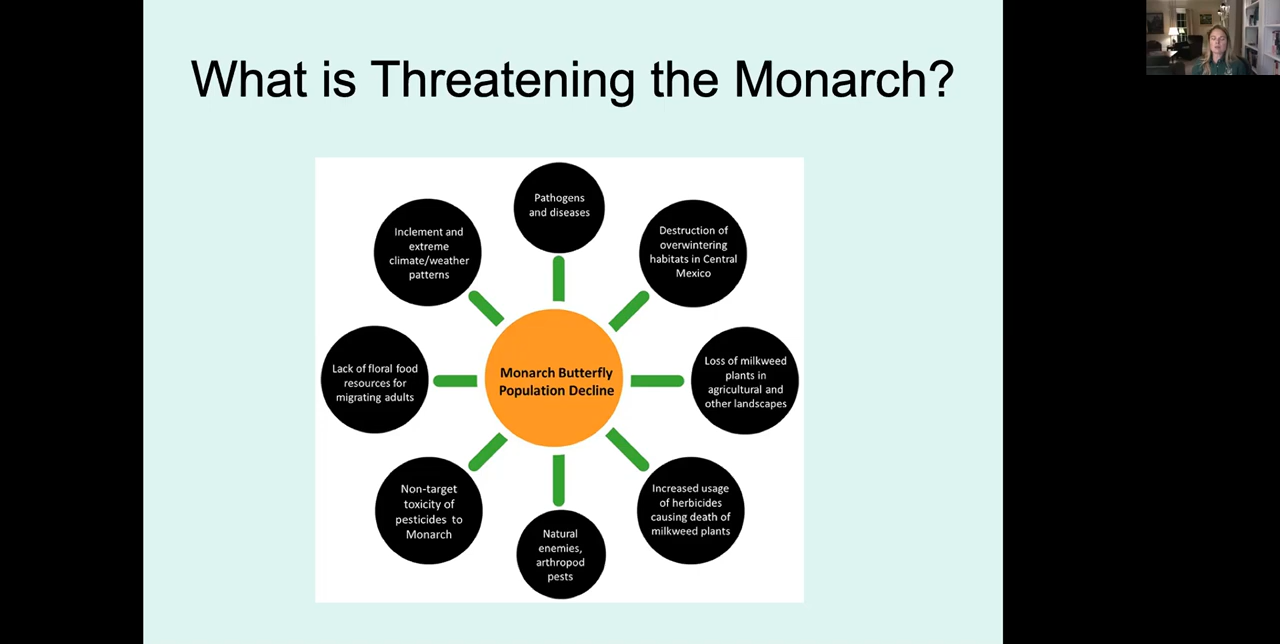 What is Threatening the Monarch?
Pathogens
and diseases
Inclement and
extreme
climate/weather
patterns
Destruction of
overwintering
habitats in Central
Mexico
Lack of floral food
resources for
migrating adults
Monarch Butterfly
Population Decline
Loss of milkweed
plants in
agricultural and
other landscapes
Non-target
toxicity of
pesticides to
Monarch
Increased usage
of herbicides
causing death of
milkweed plants
Natural
enemies,
arthropod
pests